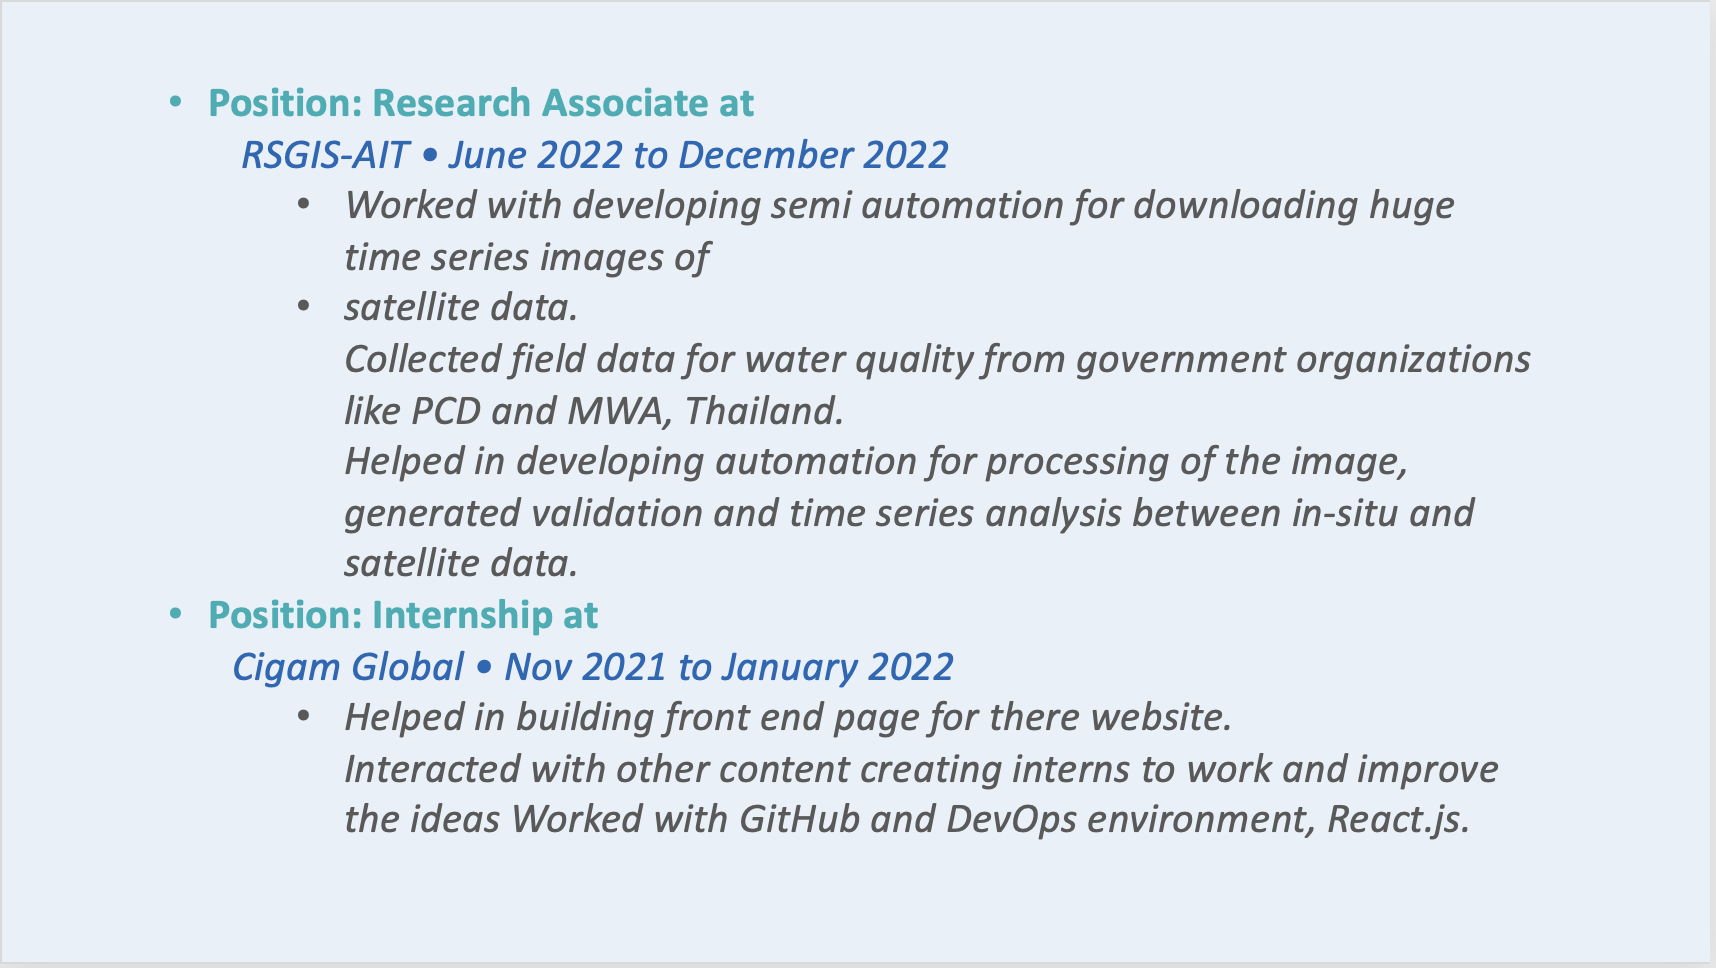 • Position: Research Associate at
RSGIS-AIT • June 2022 to December 2022
• Worked with developing semi automation for downloading huge
time series images of
• satellite data.
Collected field data for water quality from government organizations
like PCD and MWA, Thailand.
Helped in developing automation for processing of the image,
generated validation and time series analysis between in-situ and
satellite data.
• Position: Internship at
Cigam Global • Nov 2021 to January 2022
• Helped in building front end page for there website.
Interacted with other content creating interns to work and improve
the ideas Worked with GitHub and DevOps environment, React.js.